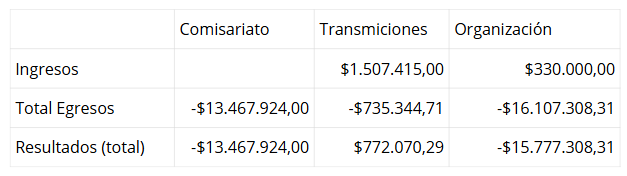 Comisariato Transmiciones Organización
Ingresos $1.507.415,00 $330.000,00
Total Egresos -$13.467.924,00 -$735.344,71 -$16.107.308,31
Resultados (total) -$13.467.924,00 $772.070,29 -$15.777.308,31